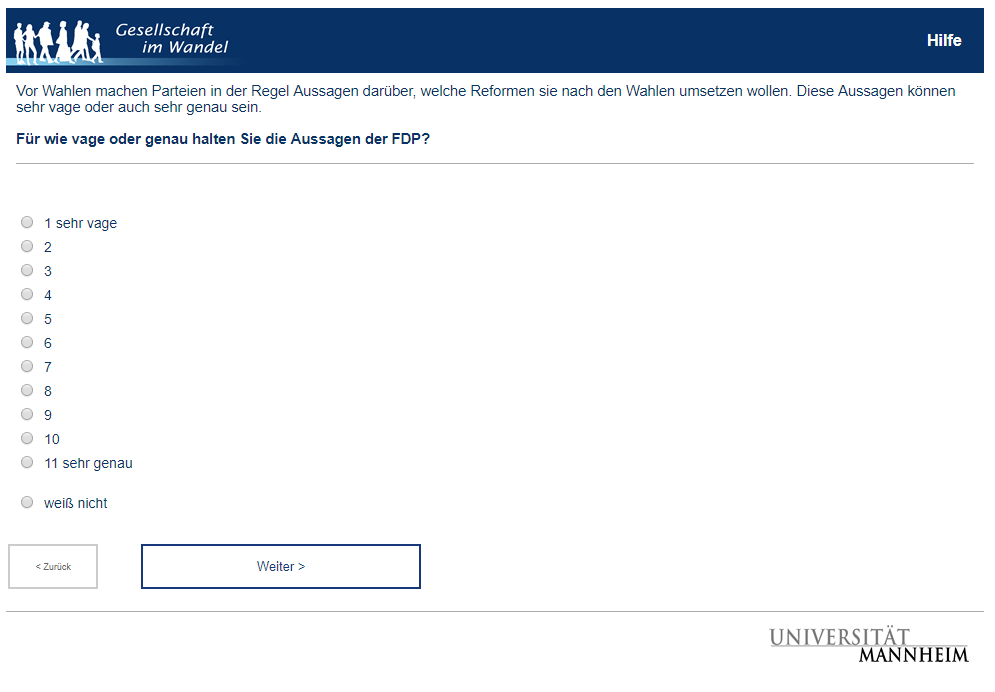 Gesellschaft
im Wandel
Hilfe
Vor Wahlen machen Parteien in der Regel Aussagen darüber, welche Reformen sie nach den Wahlen umsetzen wollen. Diese Aussagen können
sehr vage oder auch sehr genau sein.
Für wie vage oder genau halten Sie die Aussagen der FDP?
1 sehr vage
2
3
4
5
6
7
8
9
10
11 sehr genau
weiß nicht
< Zurück
Weiter >
UNIVERSITÄT
MANNHEIM